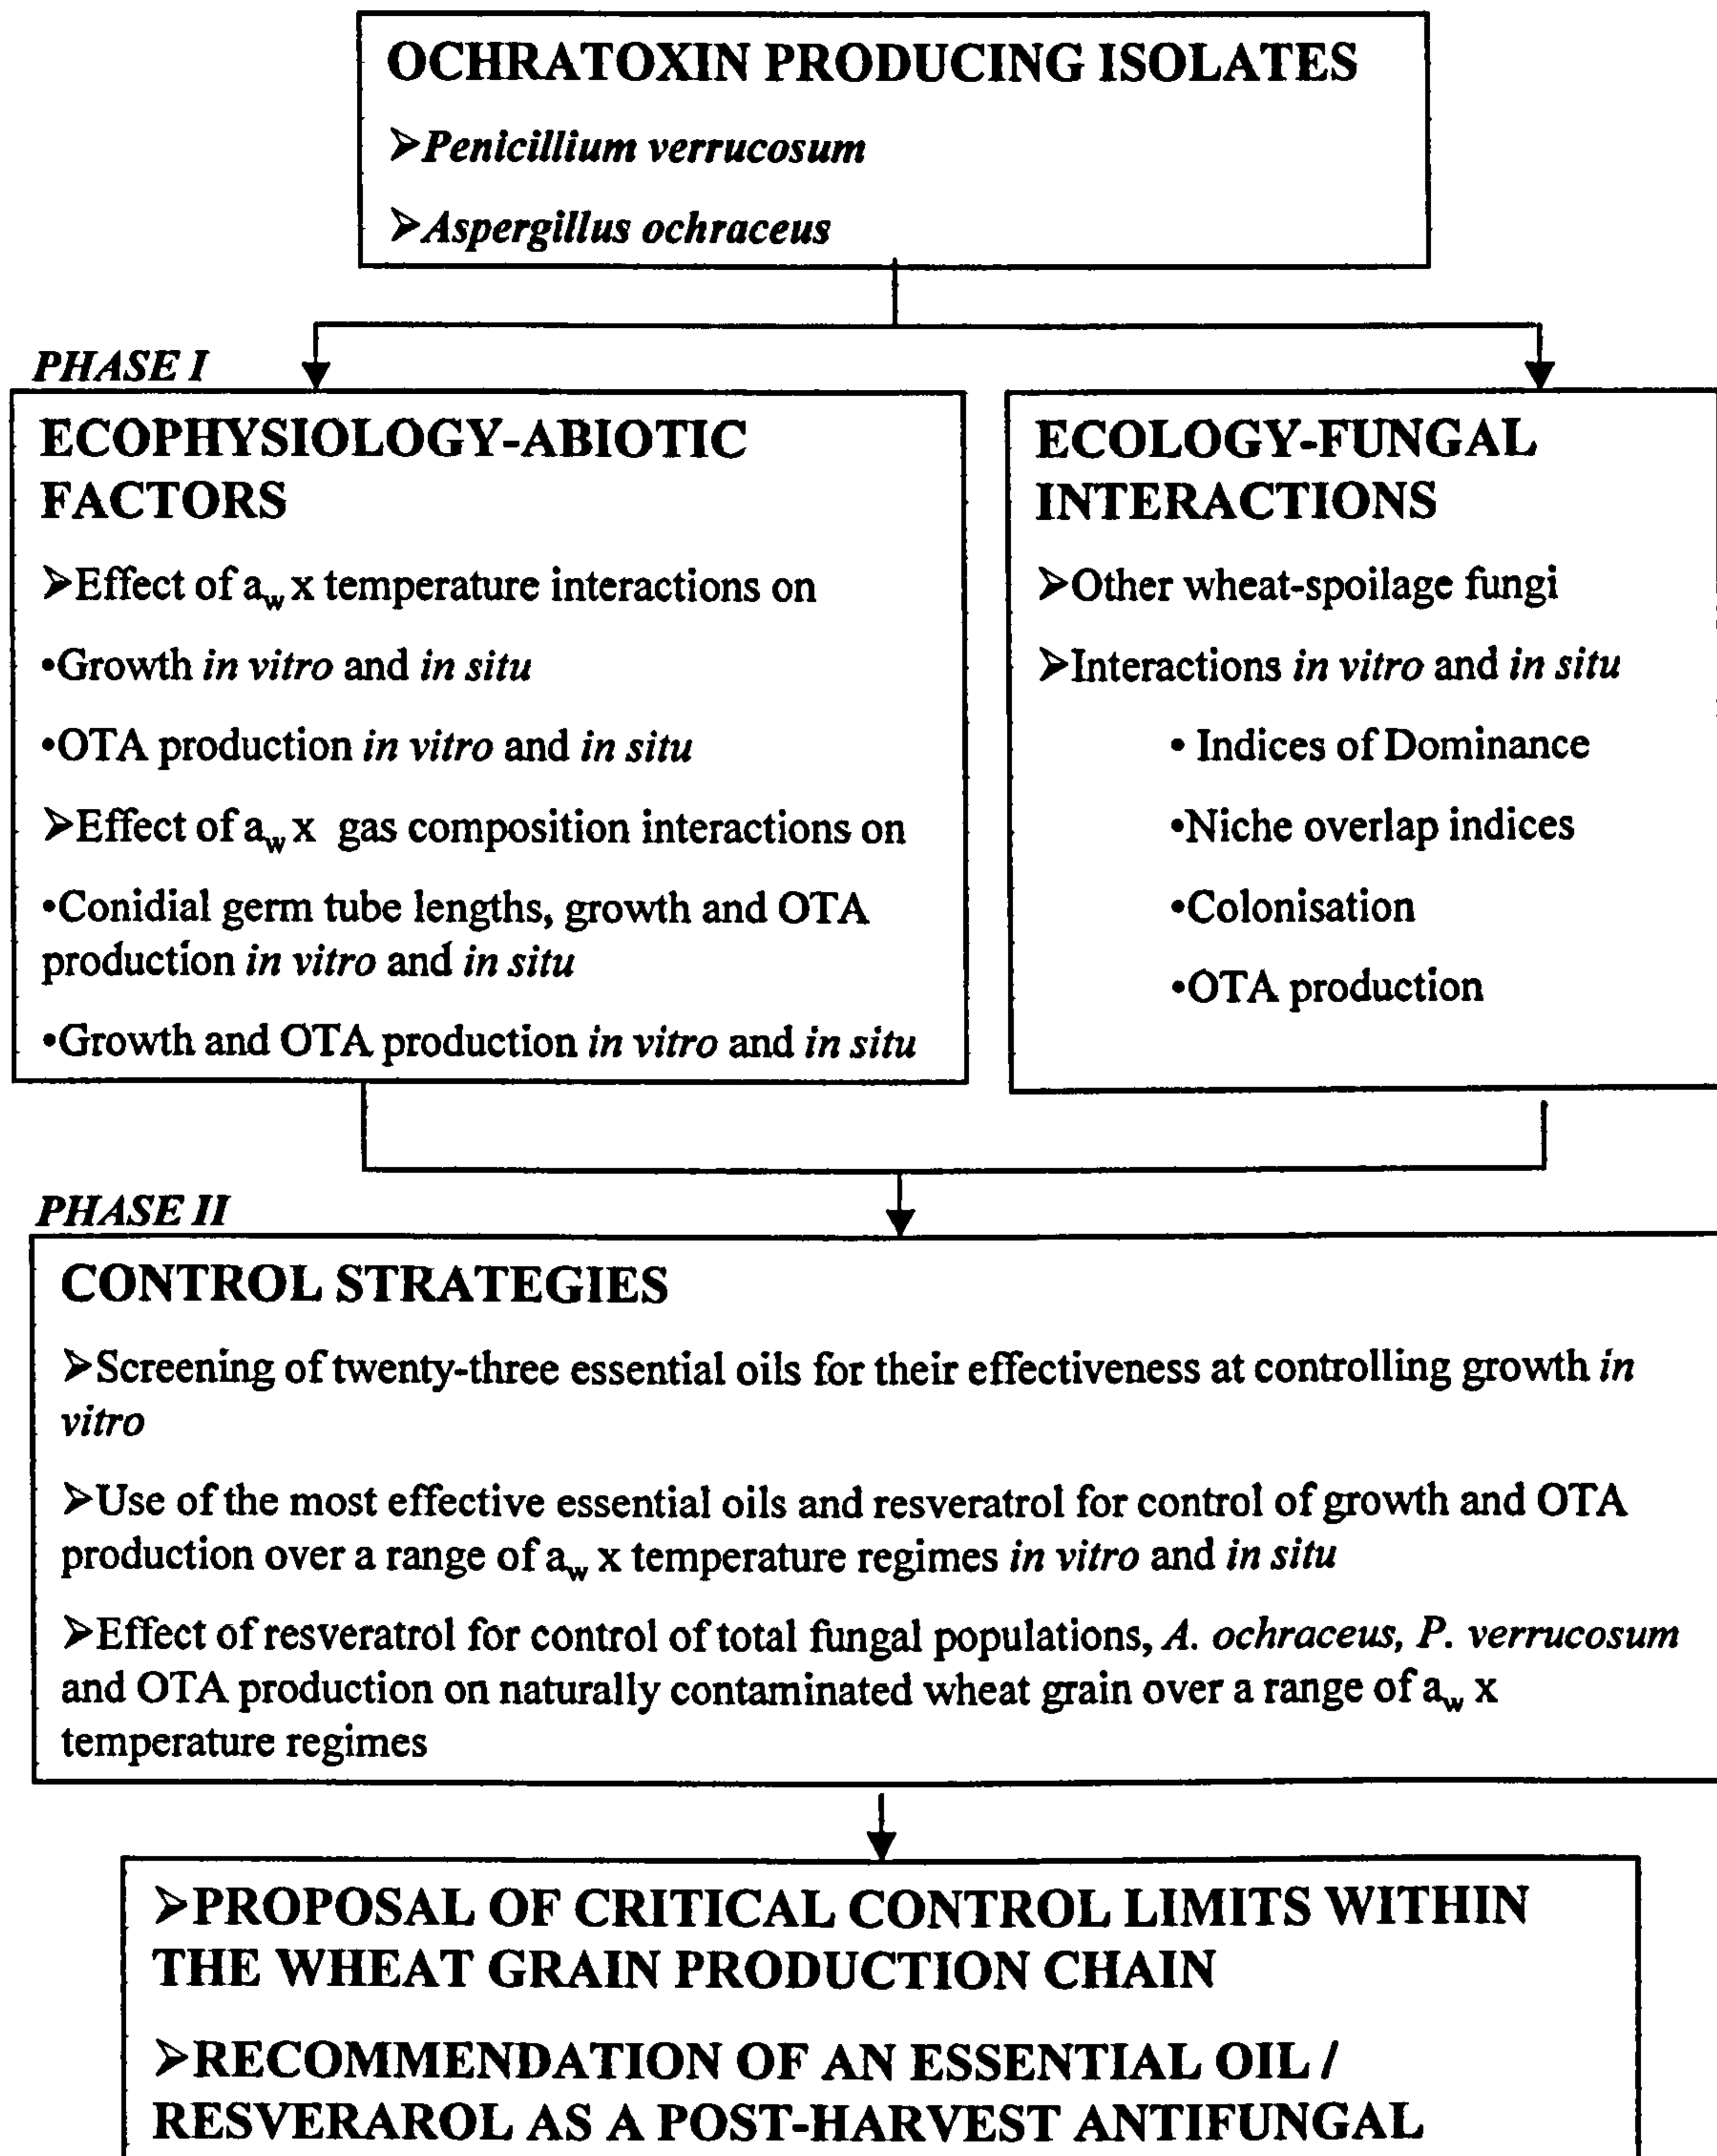 OCHRATOXIN PRODUCING ISOLATES
➢Penicillium verrucosum
➢Aspergillus ochraceus
PHASE I
ECOPHYSIOLOGY-ABIOTIC
FACTORS
➢Effect of a_w x temperature interactions on
•Growth in vitro and in situ
•OTA production in vitro and in situ
➢Effect of a_w x gas composition interactions on
•Conidial germ tube lengths, growth and OTA
production in vitro and in situ
•Growth and OTA production in vitro and in situ
ECOLOGY-FUNGAL
INTERACTIONS
➢Other wheat-spoilage fungi
➢Interactions in vitro and in situ
• Indices of Dominance
•Niche overlap indices
•Colonisation
•OTA production
PHASE II
CONTROL STRATEGIES
➢Screening of twenty-three essential oils for their effectiveness at controlling growth in
vitro
➢Use of the most effective essential oils and resveratrol for control of growth and OTA
production over a range of a_w x temperature regimes in vitro and in situ
➢Effect of resveratrol for control of total fungal populations, A. ochraceus, P. verrucosum
and OTA production on naturally contaminated wheat grain over a range of a_w x
temperature regimes
➢PROPOSAL OF CRITICAL CONTROL LIMITS WITHIN
THE WHEAT GRAIN PRODUCTION CHAIN
➢RECOMMENDATION OF AN ESSENTIAL OIL /
RESVERAROL AS A POST-HARVEST ANTIFUNGAL